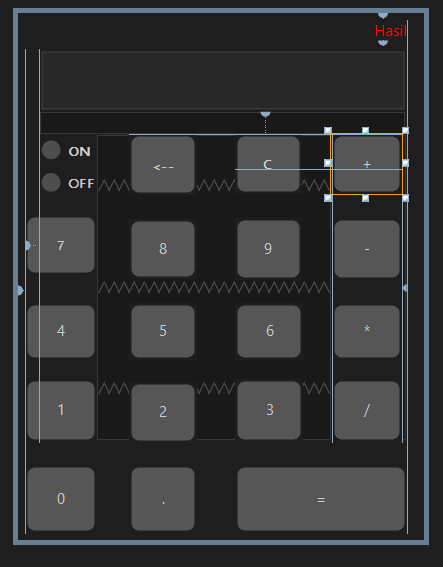 Hasil
ON
<-- C +
OFF
7 8 9 -
4 5 6 *
1 2 3 /
0 . =